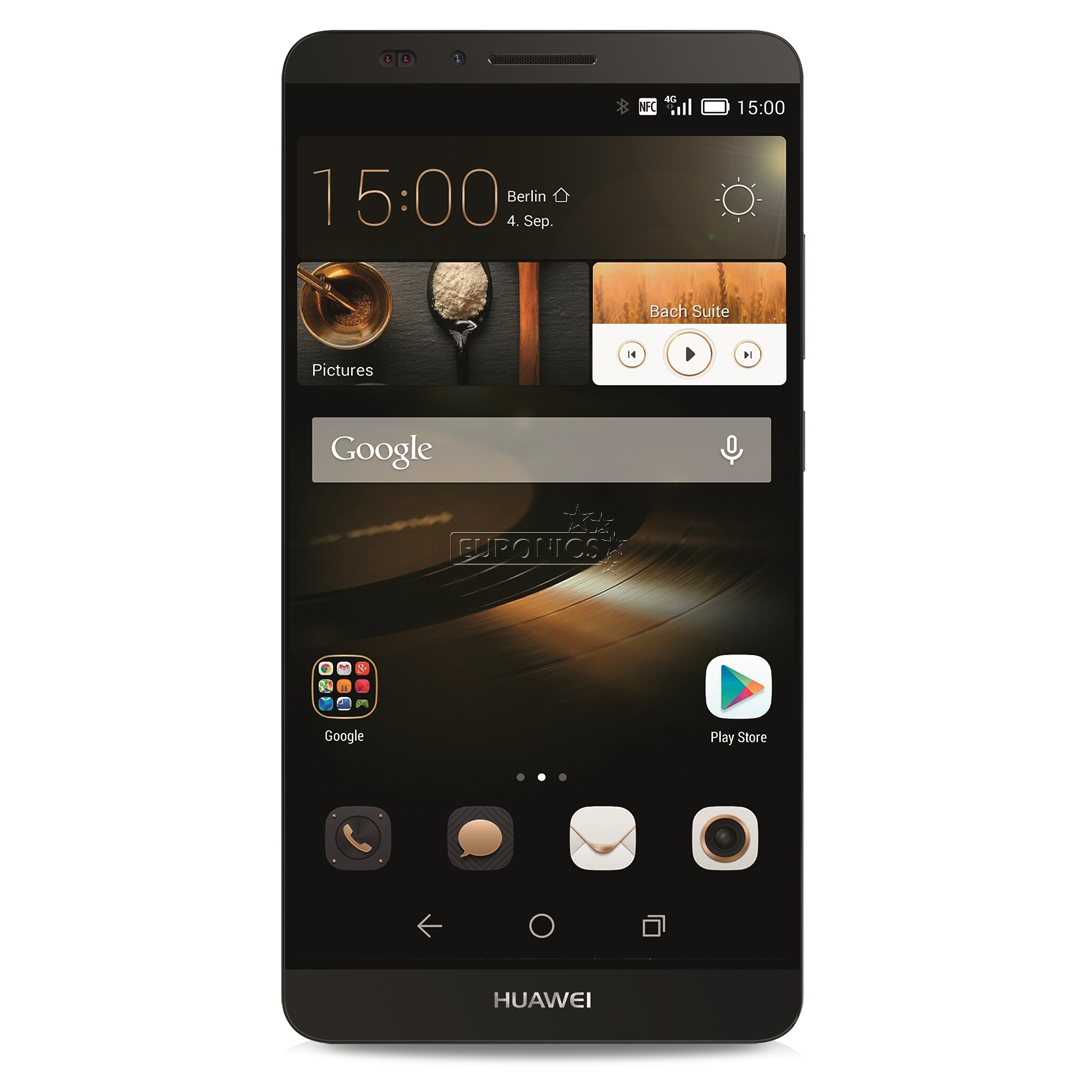 NFC 4G 15:00
15:00
Berlin
4. Sep.
Pictures
Bach Suite
Google
EURONICS
Google
Play Store
HUAWEI